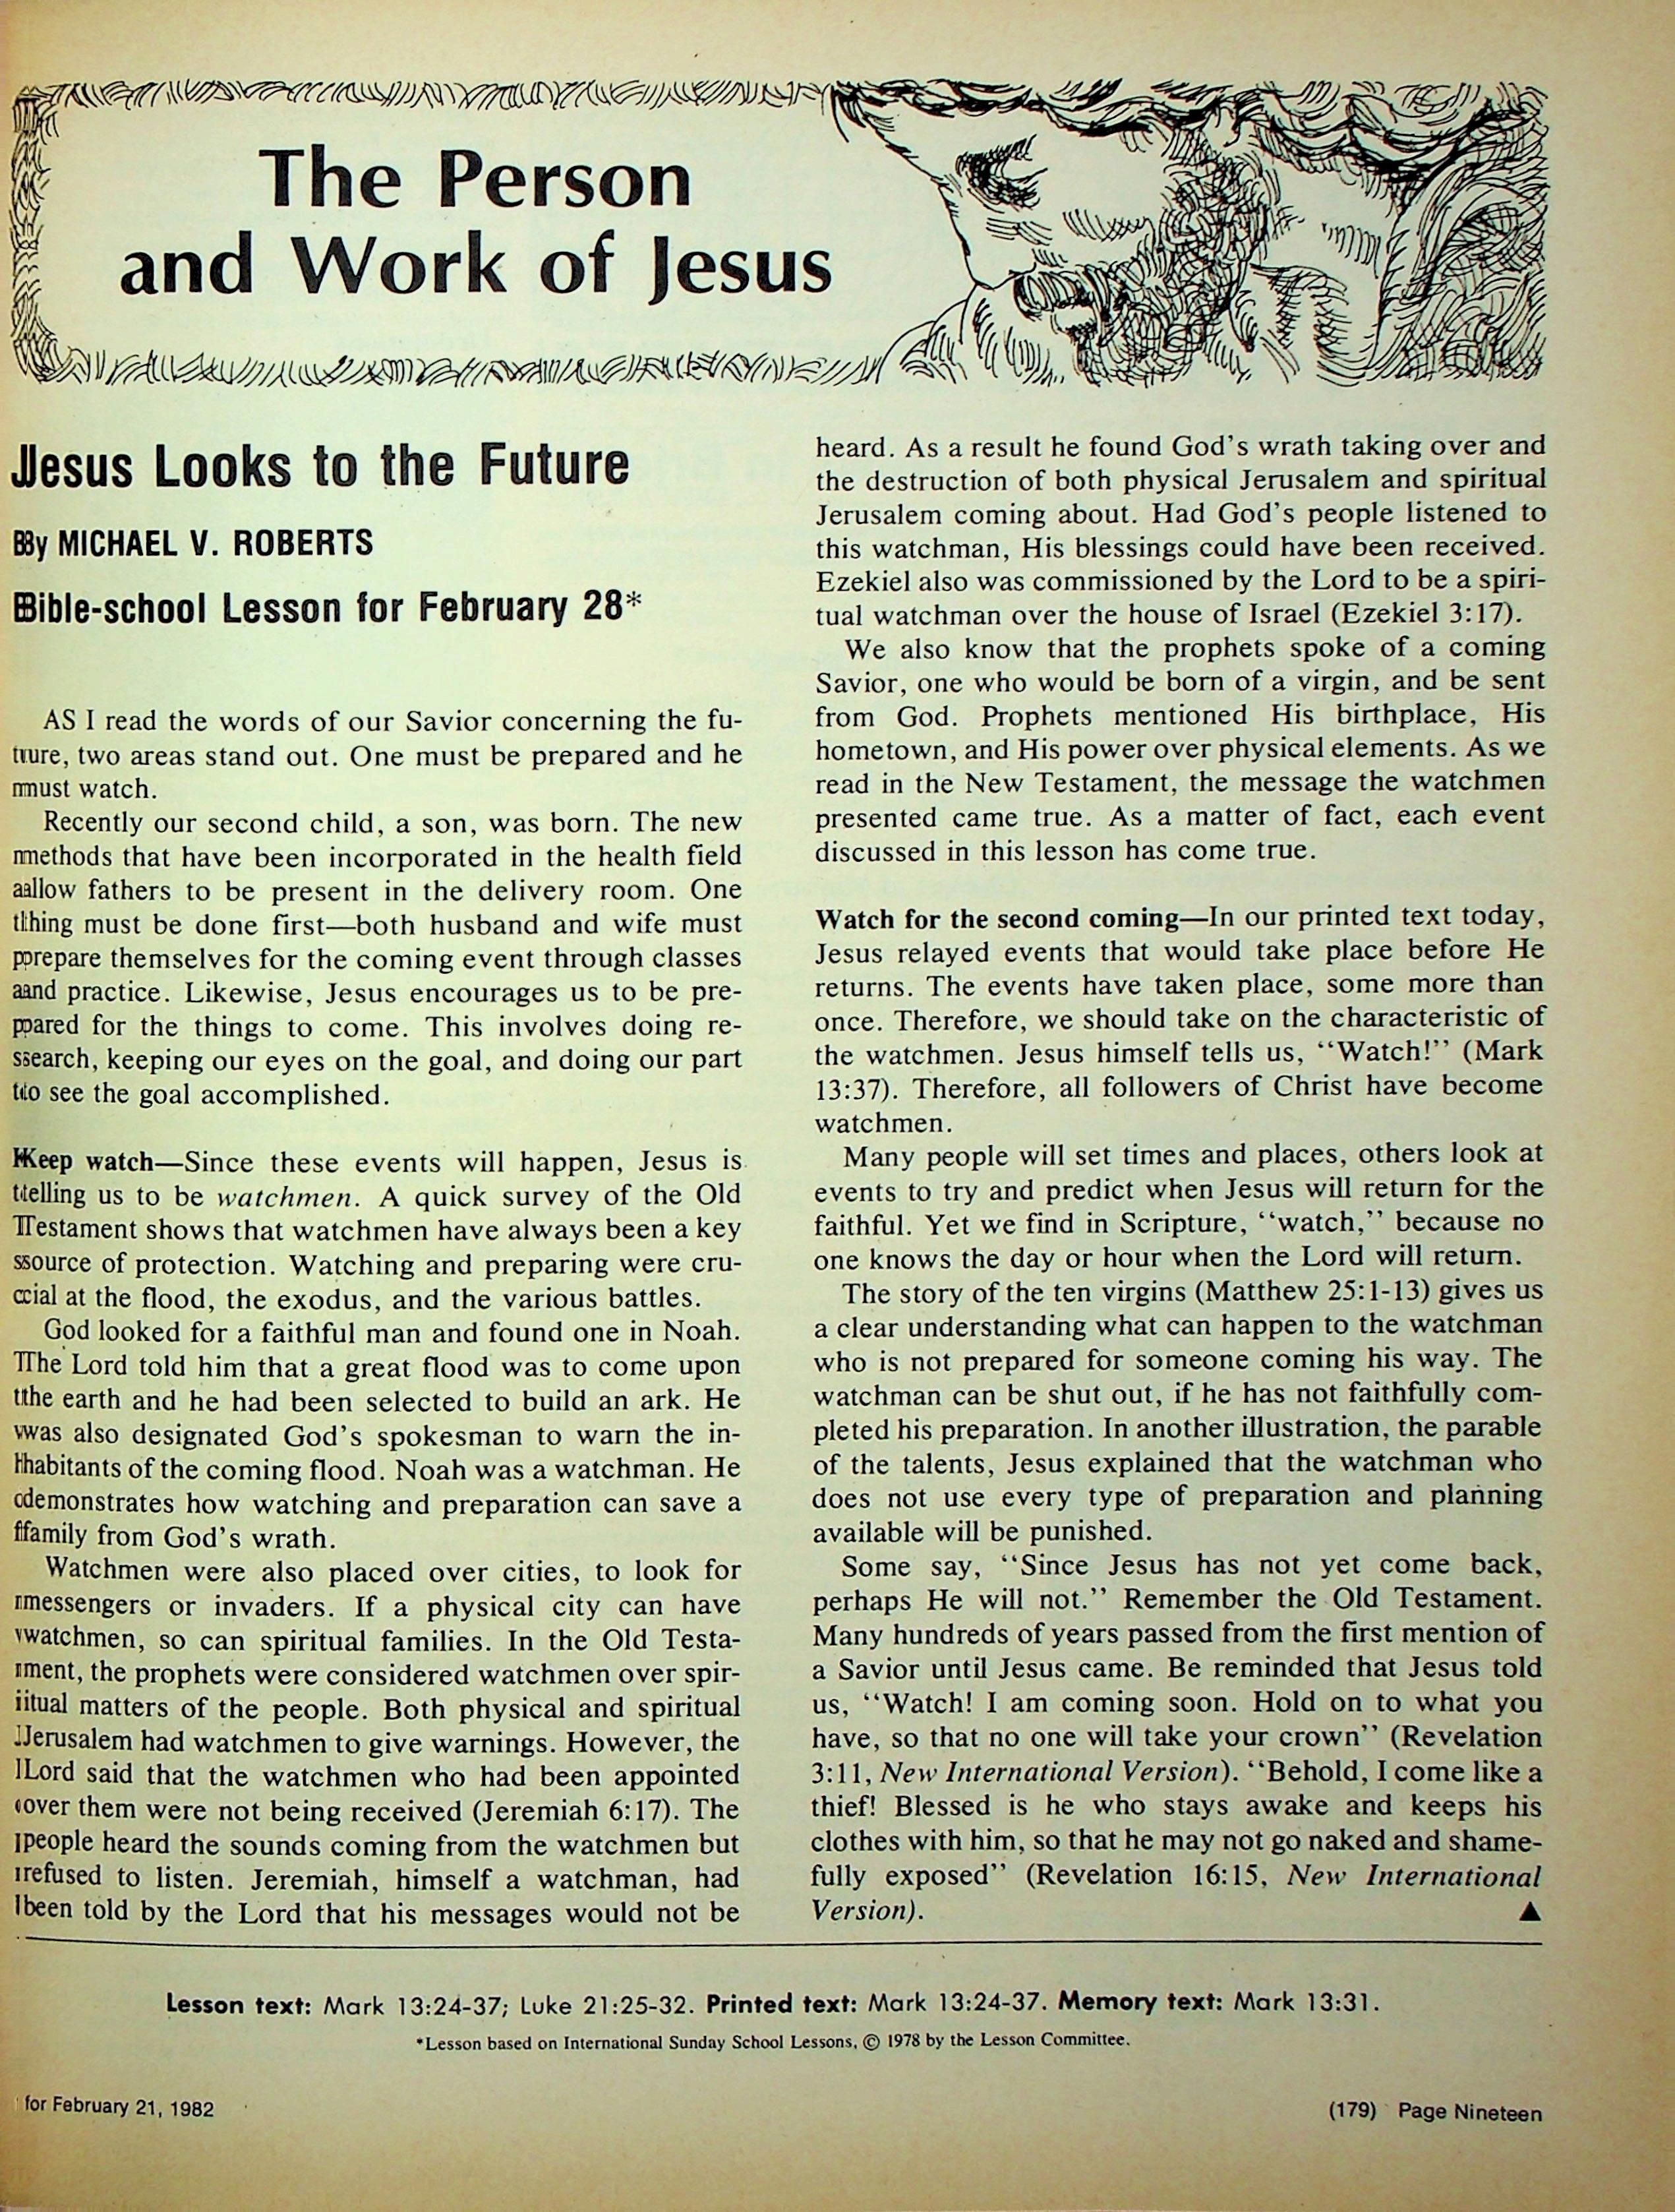 The Person
and Work of Jesus
Jesus Looks to the Future
By MICHAEL V. ROBERTS
Bible-school Lesson for February 28*
AS I read the words of our Savior concerning the fu-
ture, two areas stand out. One must be prepared and he
must watch.
Recently our second child, a son, was born. The new
methods that have been incorporated in the health field
allow fathers to be present in the delivery room. One
thing must be done first—both husband and wife must
prepare themselves for the coming event through classes
and practice. Likewise, Jesus encourages us to be pre-
pared for the things to come. This involves doing re-
search, keeping our eyes on the goal, and doing our part
to see the goal accomplished.
Keep watch—Since these events will happen, Jesus is
telling us to be watchmen. A quick survey of the Old
Testament shows that watchmen have always been a key
source of protection. Watching and preparing were cru-
cial at the flood, the exodus, and the various battles.
God looked for a faithful man and found one in Noah.
The Lord told him that a great flood was to come upon
the earth and he had been selected to build an ark. He
was also designated God's spokesman to warn the in-
habitants of the coming flood. Noah was a watchman. He
demonstrates how watching and preparation can save a
family from God's wrath.
Watchmen were also placed over cities, to look for
messengers or invaders. If a physical city can have
watchmen, so can spiritual families. In the Old Testa-
ment, the prophets were considered watchmen over spir-
itual matters of the people. Both physical and spiritual
Jerusalem had watchmen to give warnings. However, the
Lord said that the watchmen who had been appointed
over them were not being received (Jeremiah 6:17). The
people heard the sounds coming from the watchmen but
refused to listen. Jeremiah, himself a watchman, had
been told by the Lord that his messages would not be
heard. As a result he found God's wrath taking over and
the destruction of both physical Jerusalem and spiritual
Jerusalem coming about. Had God's people listened to
this watchman, His blessings could have been received.
Ezekiel also was commissioned by the Lord to be a spiri-
tual watchman over the house of Israel (Ezekiel 3:17).
We also know that the prophets spoke of a coming
Savior, one who would be born of a virgin, and be sent
from God. Prophets mentioned His birthplace, His
hometown, and His power over physical elements. As we
read in the New Testament, the message the watchmen
presented came true. As a matter of fact, each event
discussed in this lesson has come true.
Watch for the second coming—In our printed text today,
Jesus relayed events that would take place before He
returns. The events have taken place, some more than
once. Therefore, we should take on the characteristic of
the watchmen. Jesus himself tells us, "Watch!" (Mark
13:37). Therefore, all followers of Christ have become
watchmen.
Many people will set times and places, others look at
events to try and predict when Jesus will return for the
faithful. Yet we find in Scripture, "watch," because no
one knows the day or hour when the Lord will return.
The story of the ten virgins (Matthew 25:1-13) gives us
a clear understanding what can happen to the watchman
who is not prepared for someone coming his way. The
watchman can be shut out, if he has not faithfully com-
pleted his preparation. In another illustration, the parable
of the talents, Jesus explained that the watchman who
does not use every type of preparation and planning
available will be punished.
Some say, "Since Jesus has not yet come back,
perhaps He will not." Remember the Old Testament.
Many hundreds of years passed from the first mention of
a Savior until Jesus came. Be reminded that Jesus told
us, "Watch! I am coming soon. Hold on to what you
have, so that no one will take your crown" (Revelation
3:11, New International Version). "Behold, I come like a
thief! Blessed is he who stays awake and keeps his
clothes with him, so that he may not go naked and shame-
fully exposed" (Revelation 16:15, New International
Version). ▲
Lesson text: Mark 13:24-37; Luke 21:25-32. Printed text: Mark 13:24-37. Memory text: Mark 13:31.
*Lesson based on International Sunday School Lessons, © 1978 by the Lesson Committee.
for February 21, 1982
(179) Page Nineteen